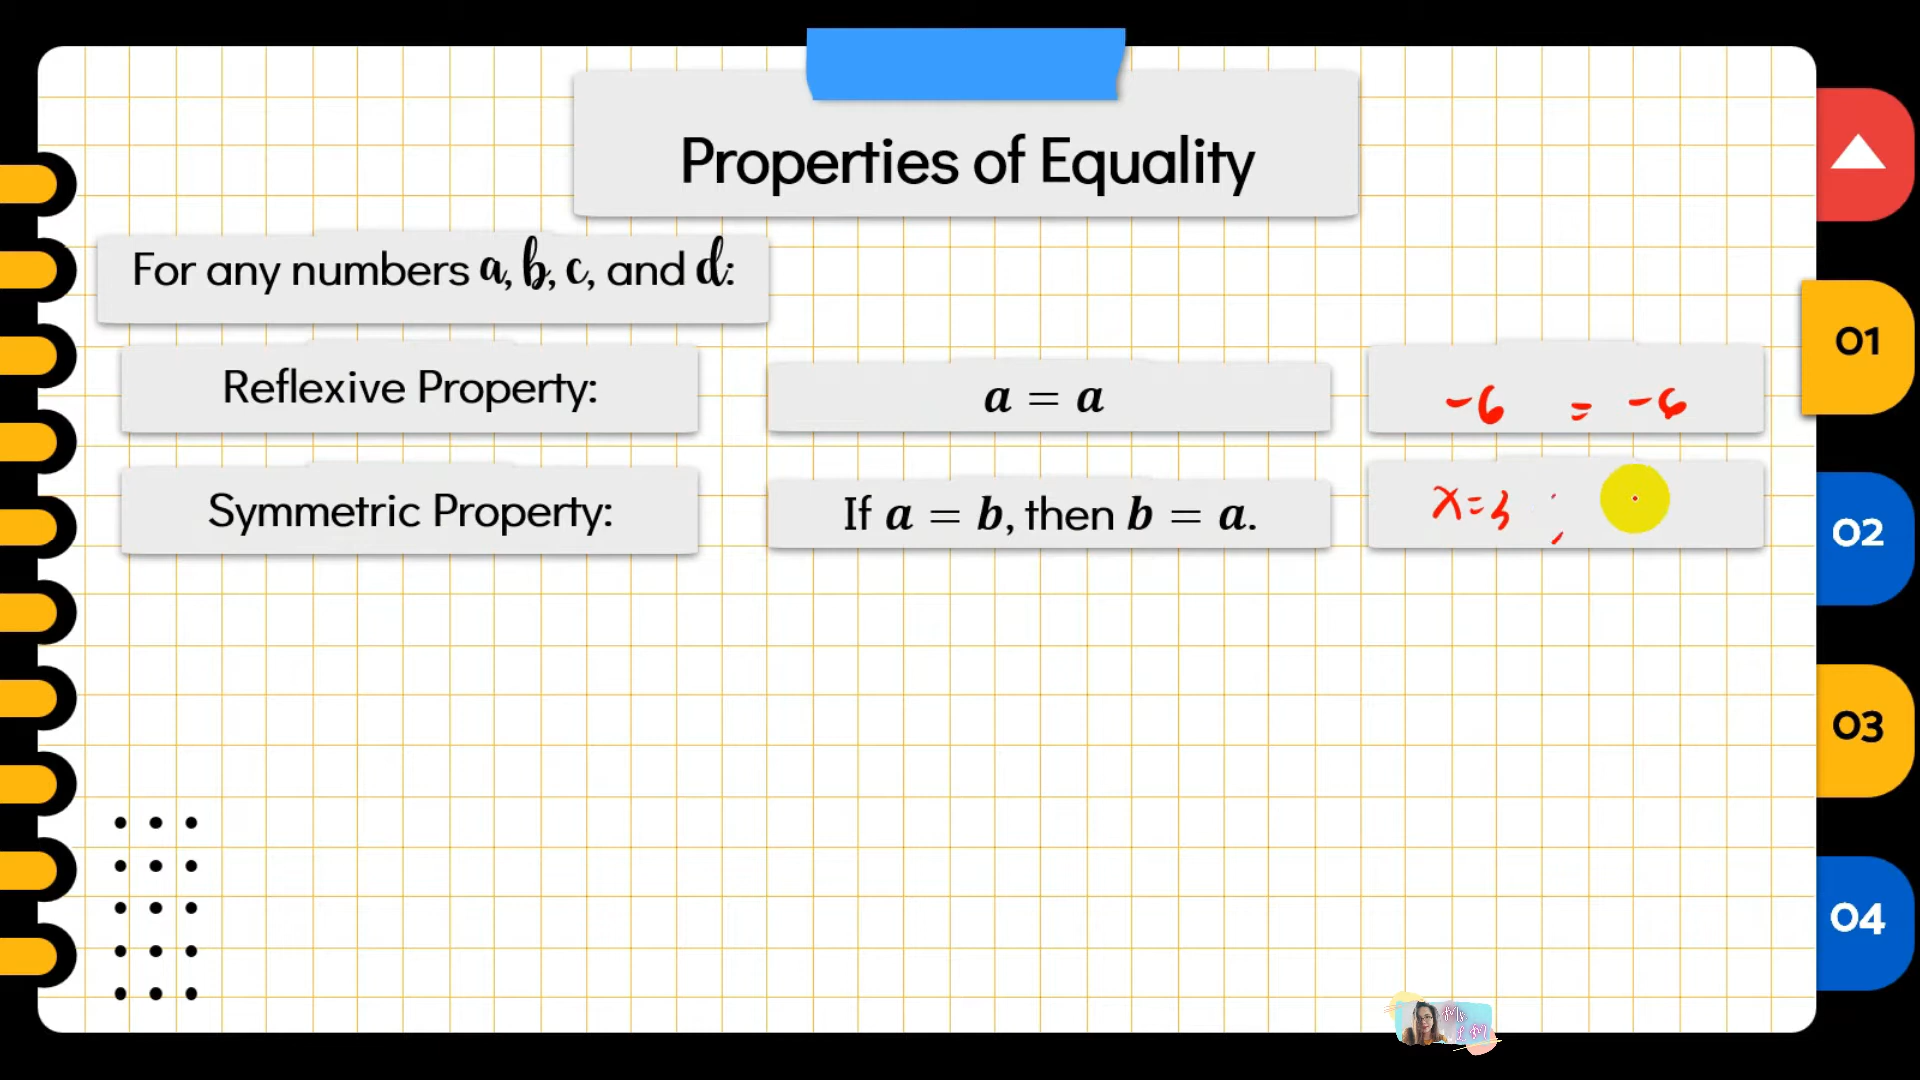 Properties of Equality
For any numbers a, b, c, and d:
Reflexive Property:
a = a
-6 = -6
Symmetric Property:
If a = b, then b = a.
x=3 ;
01
02
03
04